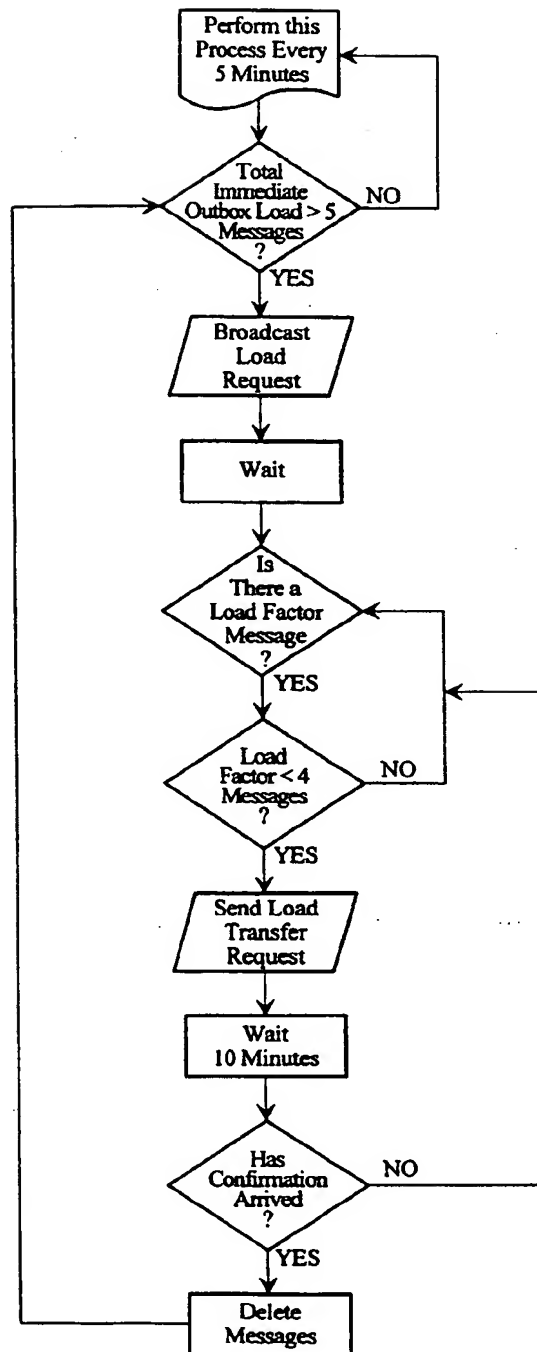 Perform this
Process Every
5 Minutes
Total
Immediate
Outbox Load > 5
Messages
?
NO
YES
Broadcast
Load
Request
Wait
Is
There a
Load Factor
Message
?
YES
Load
Factor < 4
Messages
?
NO
YES
Send Load
Transfer
Request
Wait
10 Minutes
Has
Confirmation
Arrived
?
NO
YES
Delete
Messages